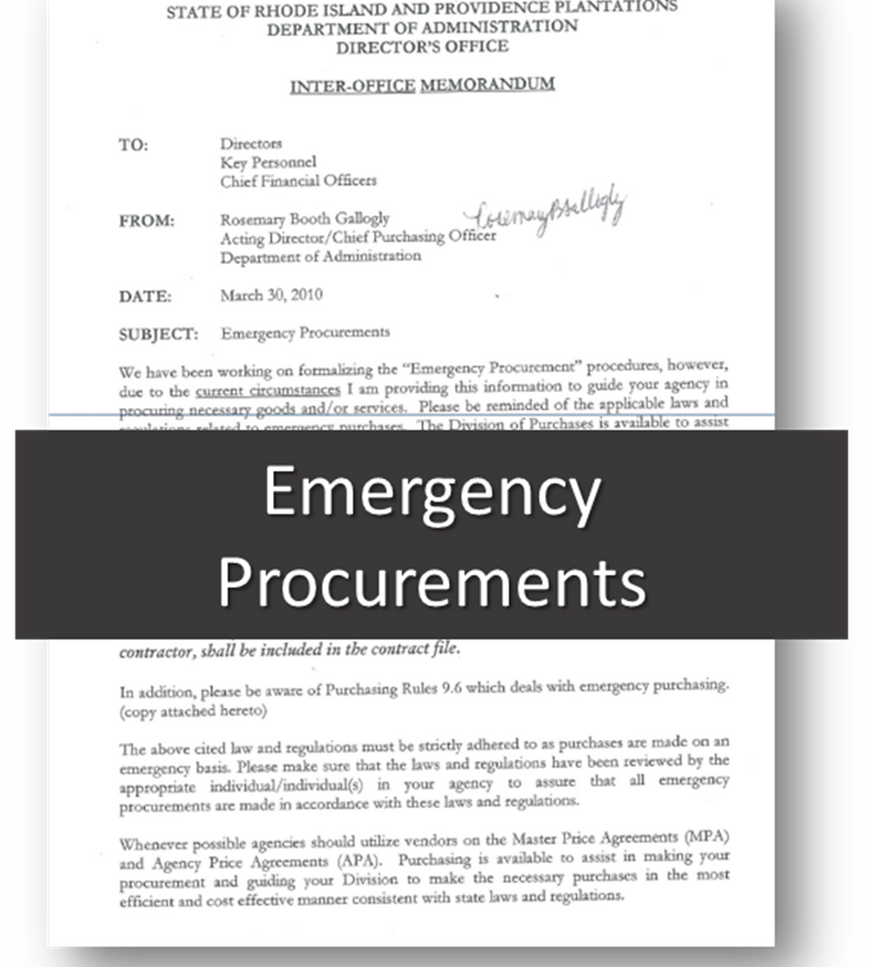 STATE OF RHODE ISLAND AND PROVIDENCE PLANTATIONS
DEPARTMENT OF ADMINISTRATION
DIRECTOR'S OFFICE
INTER-OFFICE MEMORANDUM
TO: Directors
Key Personnel
Chief Financial Officers
FROM: Rosemary Booth Gallogly
Acting Director/Chief Purchasing Officer
Department of Administration
DATE: March 30, 2010
SUBJECT: Emergency Procurements
We have been working on formalizing the “Emergency Procurement” procedures, however,
due to the current circumstances I am providing this information to guide your agency in
procuring necessary goods and/or services. Please be reminded of the applicable laws and
regulations related to emergency purchases. The Division of Purchases is available to assist
Emergency
Procurements
contractor, shall be included in the contract file.
In addition, please be aware of Purchasing Rules 9.6 which deals with emergency purchasing.
(copy attached hereto)
The above cited law and regulations must be strictly adhered to as purchases are made on an
emergency basis. Please make sure that the laws and regulations have been reviewed by the
appropriate individual/individual(s) in your agency to assure that all emergency
procurements are made in accordance with these laws and regulations.
Whenever possible agencies should utilize vendors on the Master Price Agreements (MPA)
and Agency Price Agreements (APA). Purchasing is available to assist in making your
procurement and guiding your Division to make the necessary purchases in the most
efficient and cost effective manner consistent with state laws and regulations.